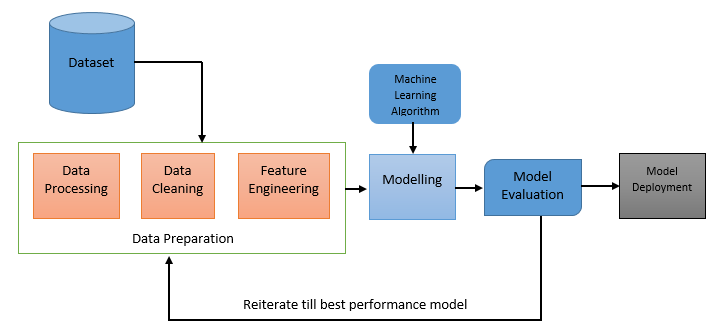 Dataset
Machine
Learning
Algorithm
Data
Processing
Data
Cleaning
Feature
Engineering
Data Preparation
Modelling
Model
Evaluation
Model
Deployment
Reiterate till best performance model